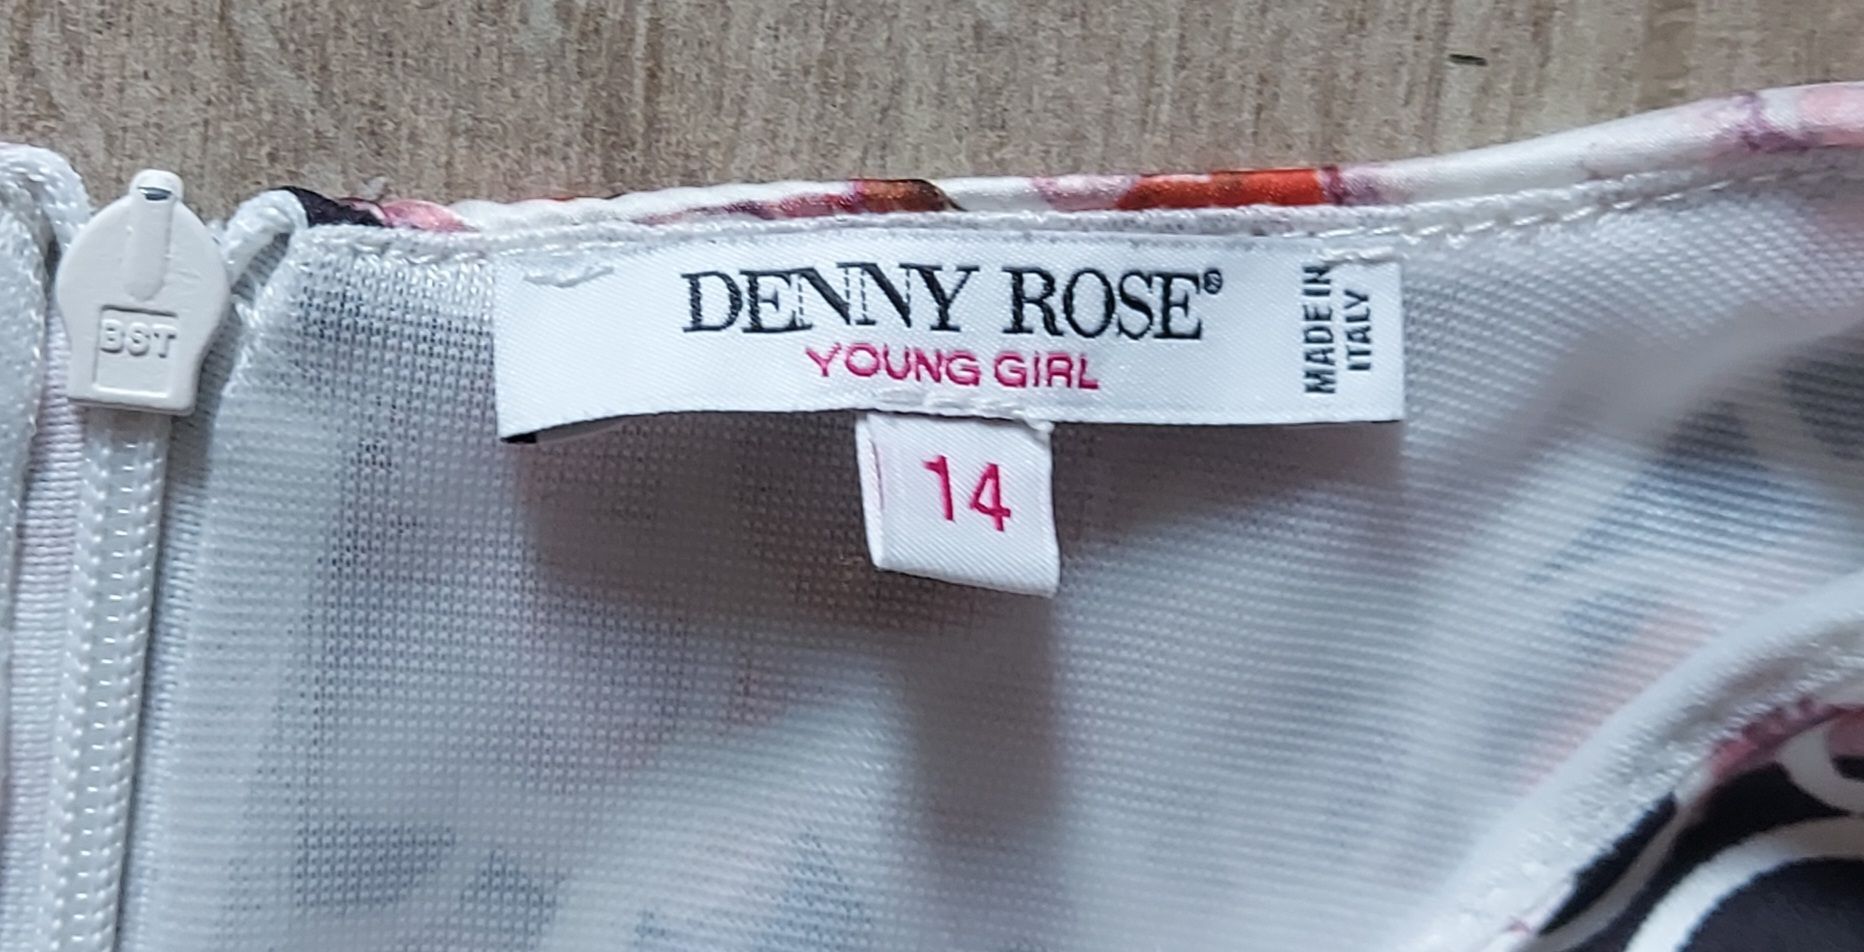 BST
DENNY ROSE®
YOUNG GIRL
MADE IN
ITALY
14